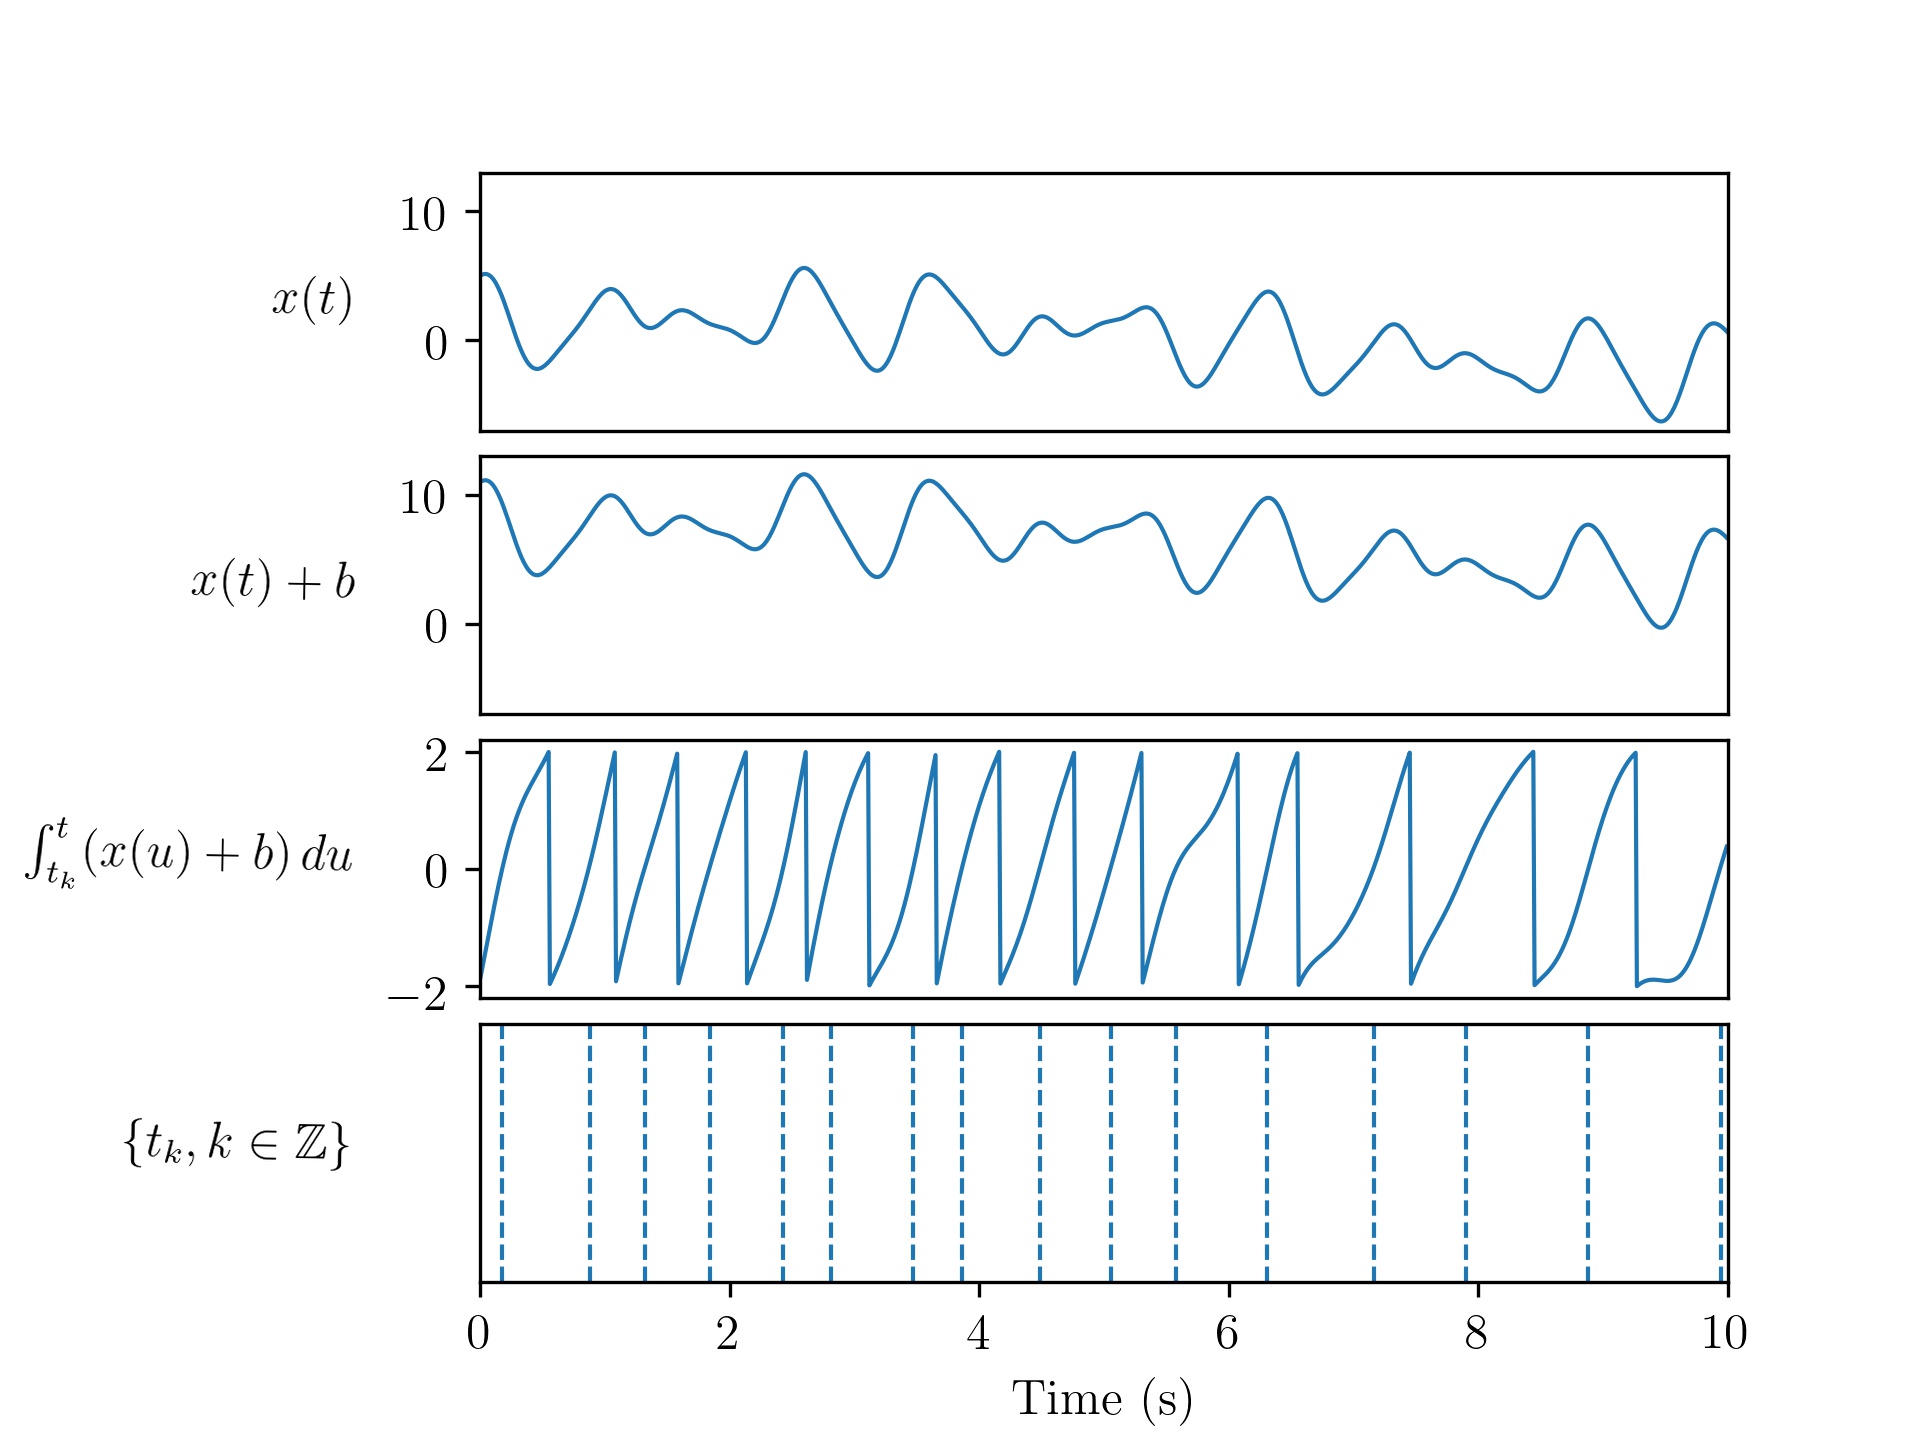 10
x(t)
0
10
x(t) + b
0
2
∫_{t_k}^{t}(x(u) + b) du
0
−2
{t_k, k ∈ ℤ}
0 2 4 6 8 10
Time (s)